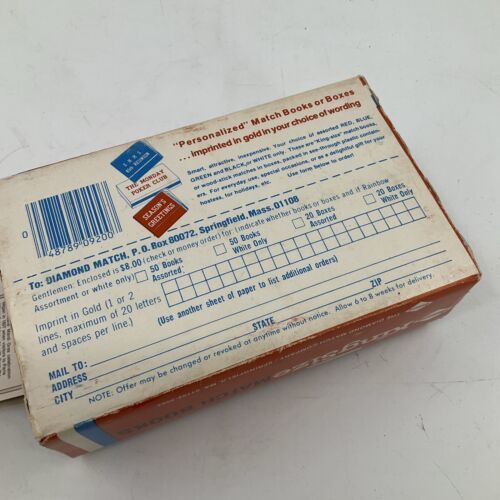 "Personalized" Match Books or Boxes
...imprinted in gold in your choice of wording
Smart, attractive, inexpensive. Your choice of assorted RED, BLUE,
GREEN and BLACK, or WHITE only. These are "King-size" match books,
or wood-stick matches in boxes, packed in see-through plastic contain-
ers. For everyday use, special occasions, or as a delightful gift for your
hostess, for holidays, etc. Use form below to order!
THE MONDAY
POKER CLUB
SEASON'S
GREETINGS
0
48789 09200
To: DIAMOND MATCH, P.O. Box 80072, Springfield, Mass. 01108
Gentlemen: Enclosed is $8.00 (check or money order) for (indicate whether books or boxes and if Rainbow
Assortment or white only)
50 Books
Assorted
50 Books
White Only
20 Boxes
Assorted
20 Boxes
White Only
Imprint in Gold (1 or 2
lines, maximum of 20 letters
and spaces per line.)
(Use another sheet of paper to list additional orders)
MAIL TO:
ADDRESS
CITY
STATE
ZIP
NOTE: Offer may be changed or revoked at anytime without notice. Allow 6 to 8 weeks for delivery.
MATCH BOOKS